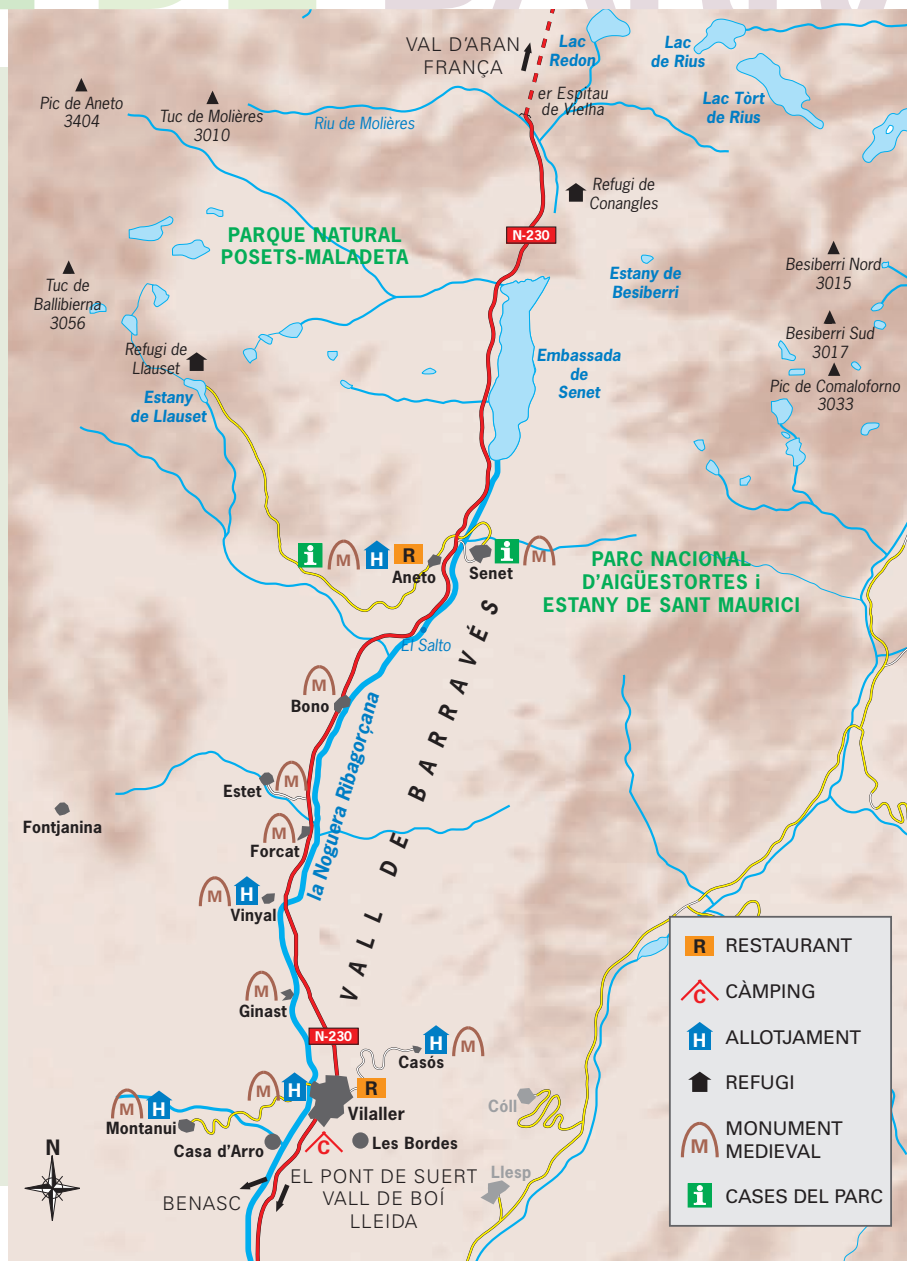 VAL D'ARAN
FRANÇA
Lac
Redon
Lac
de Rius
Lac Tòrt
de Rius
er Espitau
de Vielha
Pic de Aneto
3404
Tuc de Molières
3010
Riu de Molières
Refugi de
Conangles
N-230
PARQUE NATURAL
POSETS-MALADETA
Estany de
Besiberri
Besiberri Nord
3015
Tuc de
Ballibierna
3056
Besiberri Sud
3017
Refugi de
Llauset
Embassada
de
Senet
Pic de Comaloforno
3033
Estany
de Llauset
i M H R
Aneto
Senet
i M
PARC NACIONAL
D'AIGÜESTORTES i
ESTANY DE SANT MAURICI
El Salto
M
Bono
la Noguera Ribagorçana
VALL DE BARRAVÉS
Estet
M
Fontjanina
M
Forcat
M H
Vinyal
M
Ginast
N-230
H M
Casós
M H
Montanui
M H
R
Vilaller
Casa d'Arro
C
Les Bordes
Cóll
Llesp
N
BENASC
EL PONT DE SUERT
VALL DE BOÍ
LLEIDA
R RESTAURANT
C CÀMPING
H ALLOTJAMENT
REFUGI
M MONUMENT
MEDIEVAL
i CASES DEL PARC